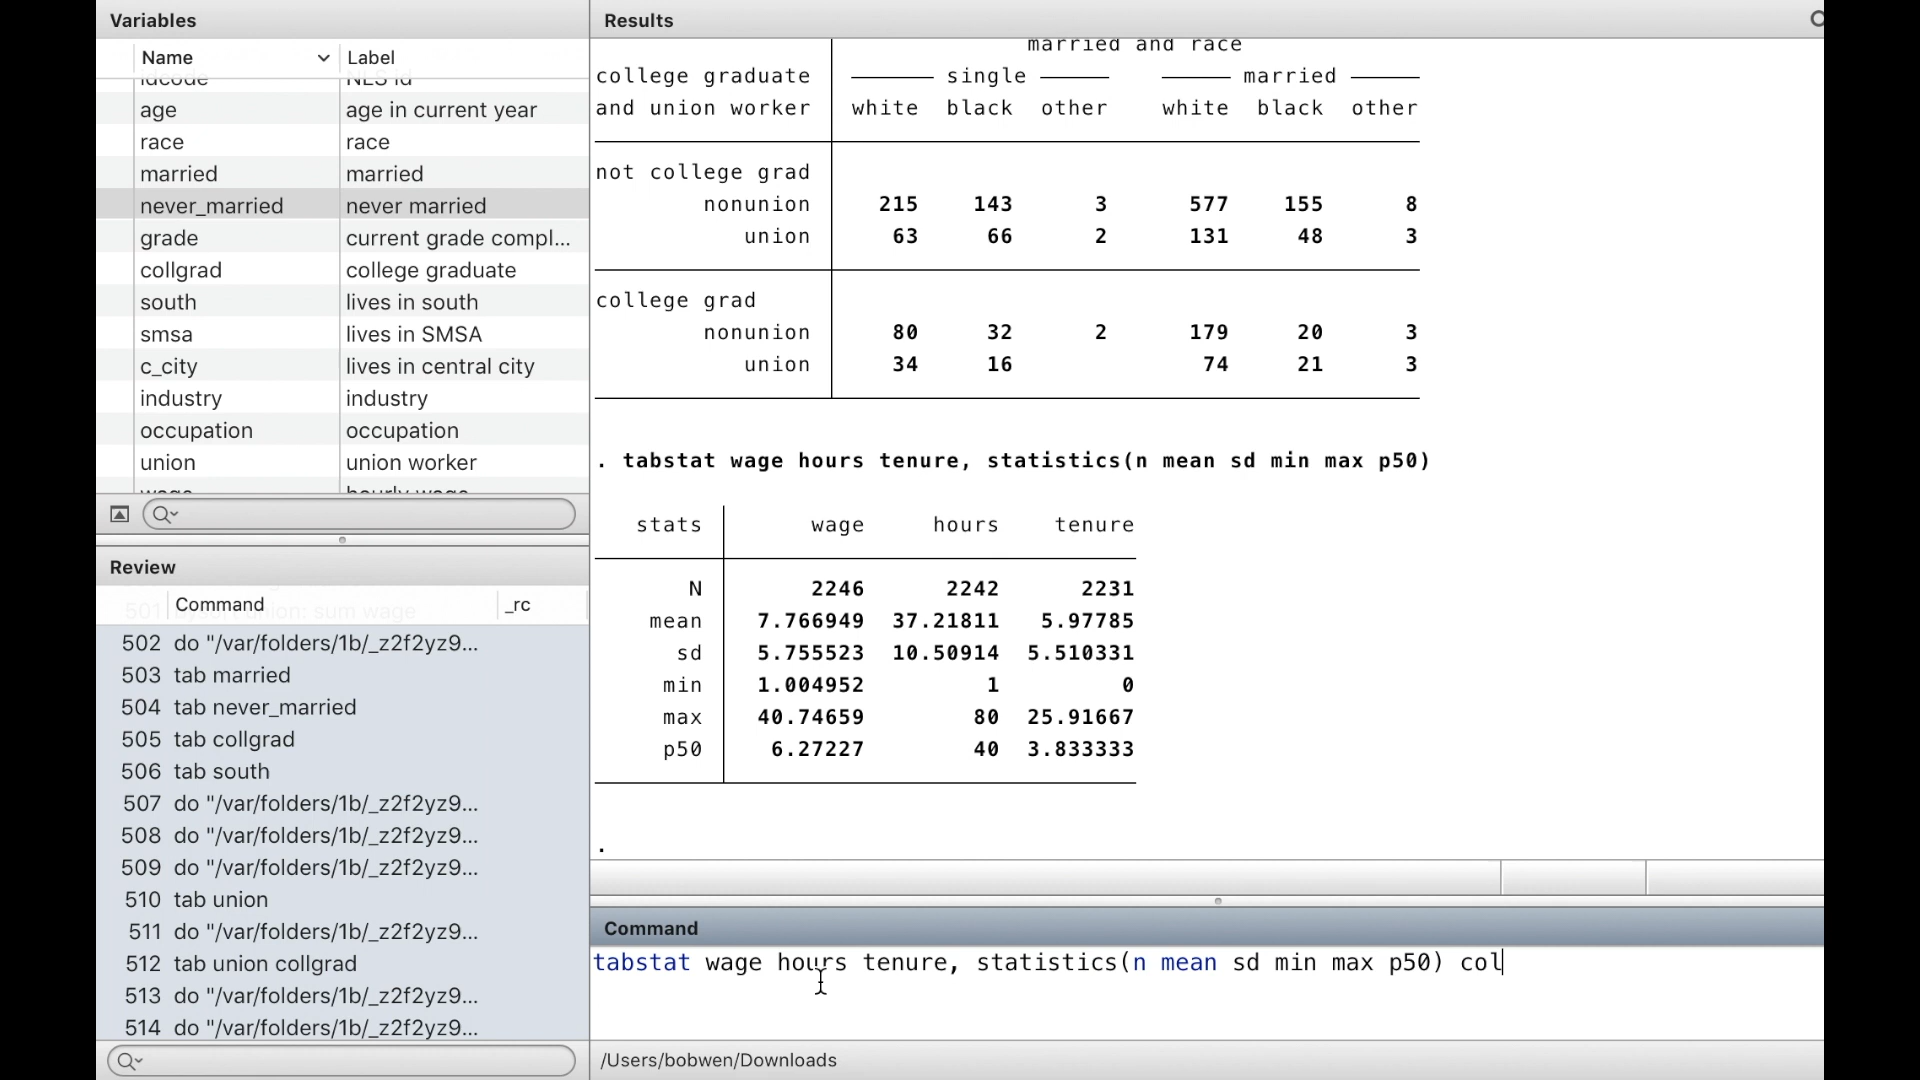 Variables
Name Label
idcode NLS id
age age in current year
race race
married married
never_married never married
grade current grade compl...
collgrad college graduate
south lives in south
smsa lives in SMSA
c_city lives in central city
industry industry
occupation occupation
union union worker
wage hourly wage
Review
Command _rc
502 do "/var/folders/1b/_z2f2yz9...
503 tab married
504 tab never_married
505 tab collgrad
506 tab south
507 do "/var/folders/1b/_z2f2yz9...
508 do "/var/folders/1b/_z2f2yz9...
509 do "/var/folders/1b/_z2f2yz9...
510 tab union
511 do "/var/folders/1b/_z2f2yz9...
512 tab union collgrad
513 do "/var/folders/1b/_z2f2yz9...
514 do "/var/folders/1b/_z2f2yz9...
Results
married and race
college graduate single married
and union worker white black other white black other
not college grad
nonunion 215 143 3 577 155 8
union 63 66 2 131 48 3
college grad
nonunion 80 32 2 179 20 3
union 34 16 74 21 3
. tabstat wage hours tenure, statistics(n mean sd min max p50)
stats wage hours tenure
N 2246 2242 2231
mean 7.766949 37.21811 5.97785
sd 5.755523 10.50914 5.510331
min 1.004952 1 0
max 40.74659 80 25.91667
p50 6.27227 40 3.833333
.
Command
tabstat wage hours tenure, statistics(n mean sd min max p50) col
/Users/bobwen/Downloads